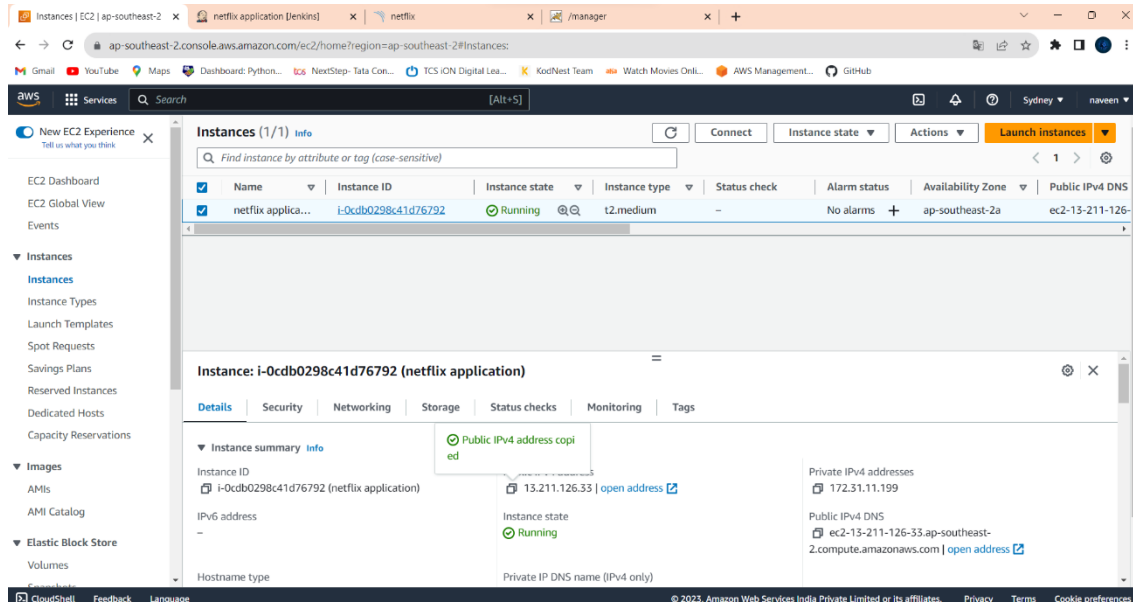 Instances | EC2 | ap-southeast-2
netflix application [Jenkins]
netflix
/manager
ap-southeast-2.console.aws.amazon.com/ec2/home?region=ap-southeast-2#Instances:
Gmail YouTube Maps Dashboard: Python... NextStep- Tata Con... TCS iON Digital Lea... KodNest Team Watch Movies Onli... AWS Management... GitHub
aws Services Search [Alt+S] Sydney naveen
New EC2 Experience
Tell us what you think
EC2 Dashboard
EC2 Global View
Events
Instances
Instances
Instance Types
Launch Templates
Spot Requests
Savings Plans
Reserved Instances
Dedicated Hosts
Capacity Reservations
Images
AMIs
AMI Catalog
Elastic Block Store
Volumes
Snapshots
Instances (1/1) Info Connect Instance state Actions Launch instances
Find instance by attribute or tag (case-sensitive) 1
Name Instance ID Instance state Instance type Status check Alarm status Availability Zone Public IPv4 DNS
netflix applica... i-0cdb0298c41d76792 Running t2.medium – No alarms + ap-southeast-2a ec2-13-211-126-
Instance: i-0cdb0298c41d76792 (netflix application)
Details Security Networking Storage Status checks Monitoring Tags
Public IPv4 address copi
ed
Instance summary Info
Instance ID Private IPv4 addresses
i-0cdb0298c41d76792 (netflix application) 13.211.126.33 | open address 172.31.11.199
IPv6 address Instance state Public IPv4 DNS
– Running ec2-13-211-126-33.ap-southeast-
2.compute.amazonaws.com | open address
Hostname type Private IP DNS name (IPv4 only)
CloudShell Feedback Language © 2023, Amazon Web Services India Private Limited or its affiliates. Privacy Terms Cookie preferences